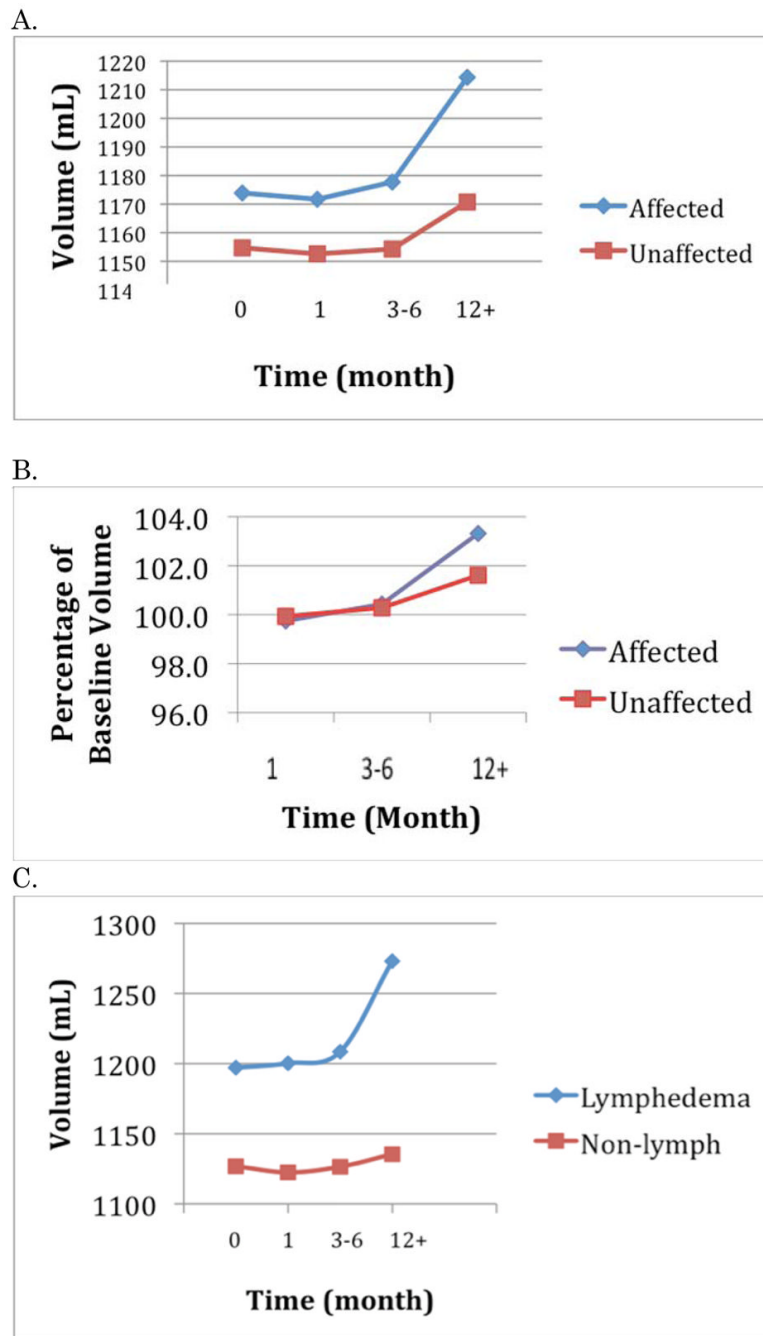 A.
1220
1210
1200
1190
1180
1170
1160
1150
114
Volume (mL)
0 1 3-6 12+
Time (month)
Affected
Unaffected
B.
104.0
102.0
100.0
98.0
96.0
Percentage of
Baseline Volume
1 3-6 12+
Time (Month)
Affected
Unaffected
C.
1300
1250
1200
1150
1100
Volume (mL)
0 1 3-6 12+
Time (month)
Lymphedema
Non-lymph